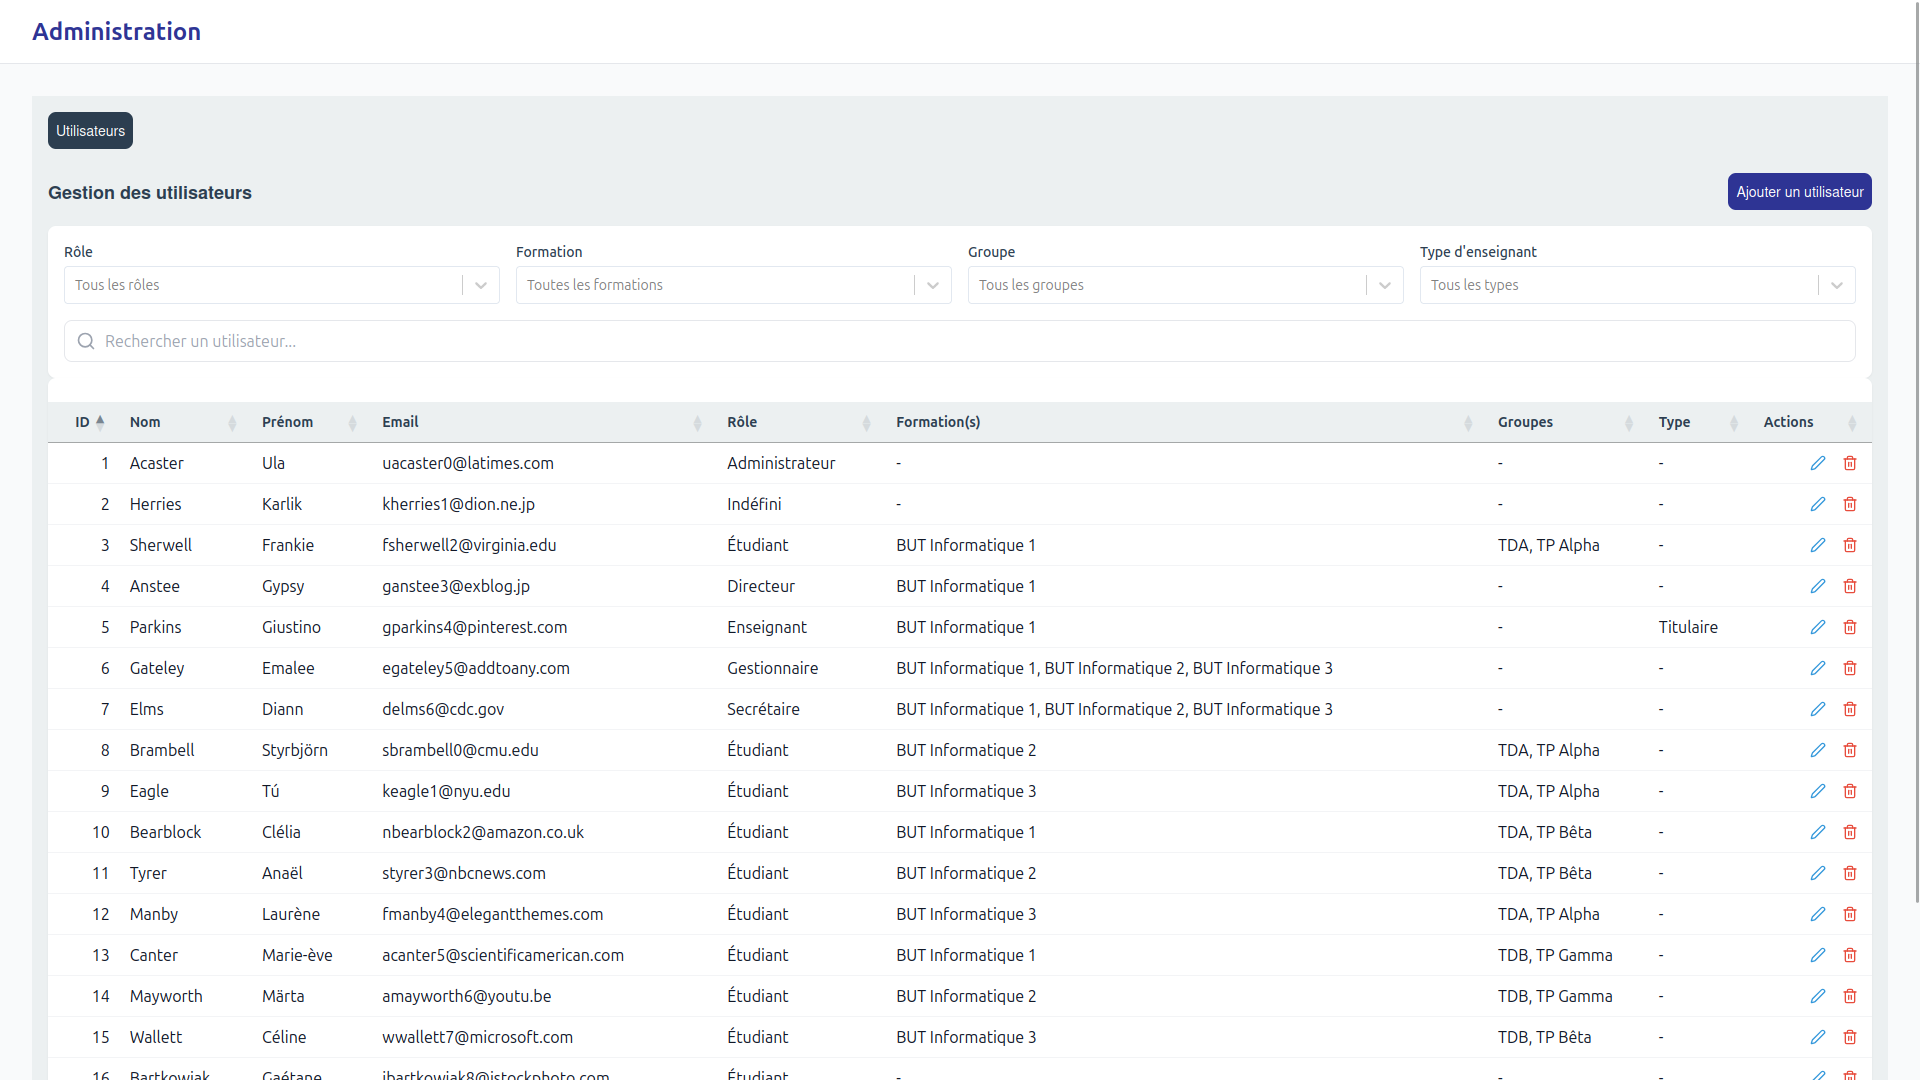 Administration
Utilisateurs
Gestion des utilisateurs
Ajouter un utilisateur
Rôle Formation Groupe Type d'enseignant
Tous les rôles Toutes les formations Tous les groupes Tous les types
Rechercher un utilisateur...
ID Nom Prénom Email Rôle Formation(s) Groupes Type Actions
1 Acaster Ula uacaster0@latimes.com Administrateur - - -
2 Herries Karlik kherries1@dion.ne.jp Indéfini - - -
3 Sherwell Frankie fsherwell2@virginia.edu Étudiant BUT Informatique 1 TDA, TP Alpha -
4 Anstee Gypsy ganstee3@exblog.jp Directeur BUT Informatique 1 - -
5 Parkins Giustino gparkins4@pinterest.com Enseignant BUT Informatique 1 - Titulaire
6 Gateley Emalee egateley5@addtoany.com Gestionnaire BUT Informatique 1, BUT Informatique 2, BUT Informatique 3 - -
7 Elms Diann delms6@cdc.gov Secrétaire BUT Informatique 1, BUT Informatique 2, BUT Informatique 3 - -
8 Brambell Styrbjörn sbrambell0@cmu.edu Étudiant BUT Informatique 2 TDA, TP Alpha -
9 Eagle Tú keagle1@nyu.edu Étudiant BUT Informatique 3 TDA, TP Alpha -
10 Bearblock Clélia nbearblock2@amazon.co.uk Étudiant BUT Informatique 1 TDA, TP Bêta -
11 Tyrer Anaël styrer3@nbcnews.com Étudiant BUT Informatique 2 TDA, TP Bêta -
12 Manby Laurène fmanby4@elegantthemes.com Étudiant BUT Informatique 3 TDA, TP Alpha -
13 Canter Marie-ève acanter5@scientificamerican.com Étudiant BUT Informatique 1 TDB, TP Gamma -
14 Mayworth Märta amayworth6@youtu.be Étudiant BUT Informatique 2 TDB, TP Gamma -
15 Wallett Céline wwallett7@microsoft.com Étudiant BUT Informatique 3 TDB, TP Bêta -
16 Bartkowiak Gaétane jbartkowiak8@istockphoto.com Étudiant - - -